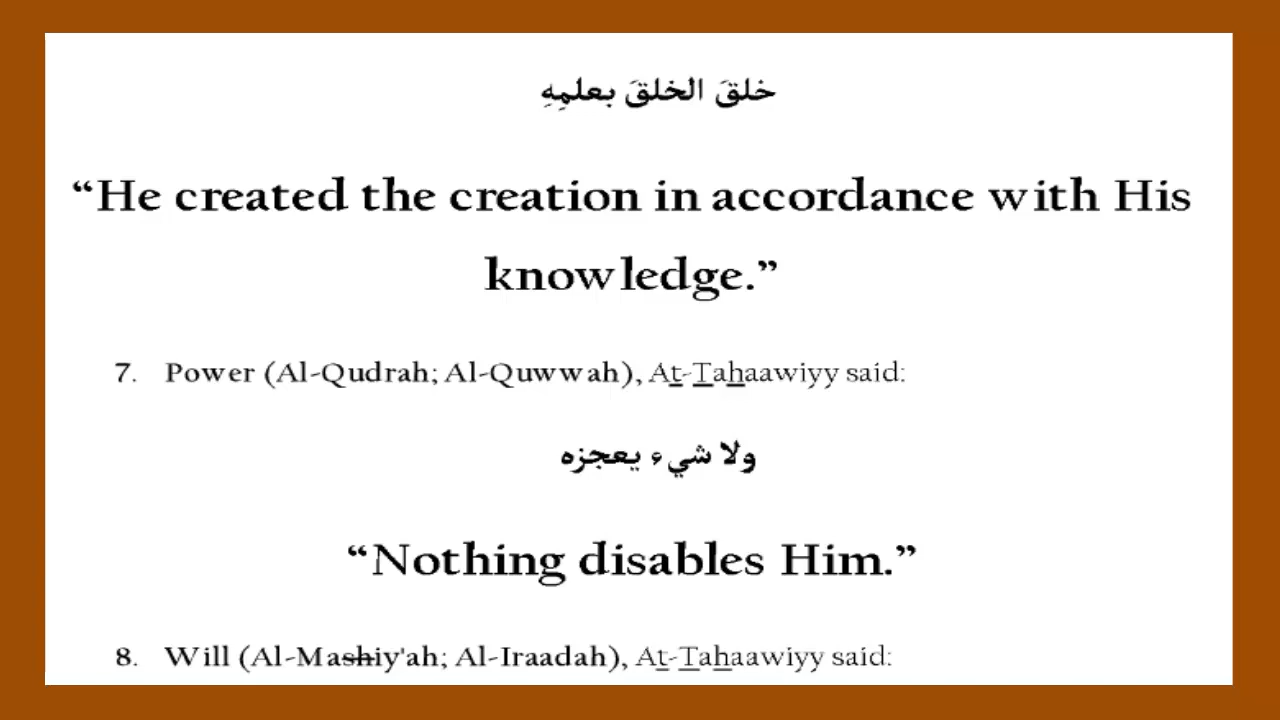 خلقَ الخلقَ بعلمِهِ
“He created the creation in accordance with His
knowledge.”
7. Power (Al-Qudrah; Al-Quwwah), At-Tahaawiyy said:
ولا شيء يعجزه
“Nothing disables Him.”
8. Will (Al-Mashiy'ah; Al-Iraadah), At-Tahaawiyy said: